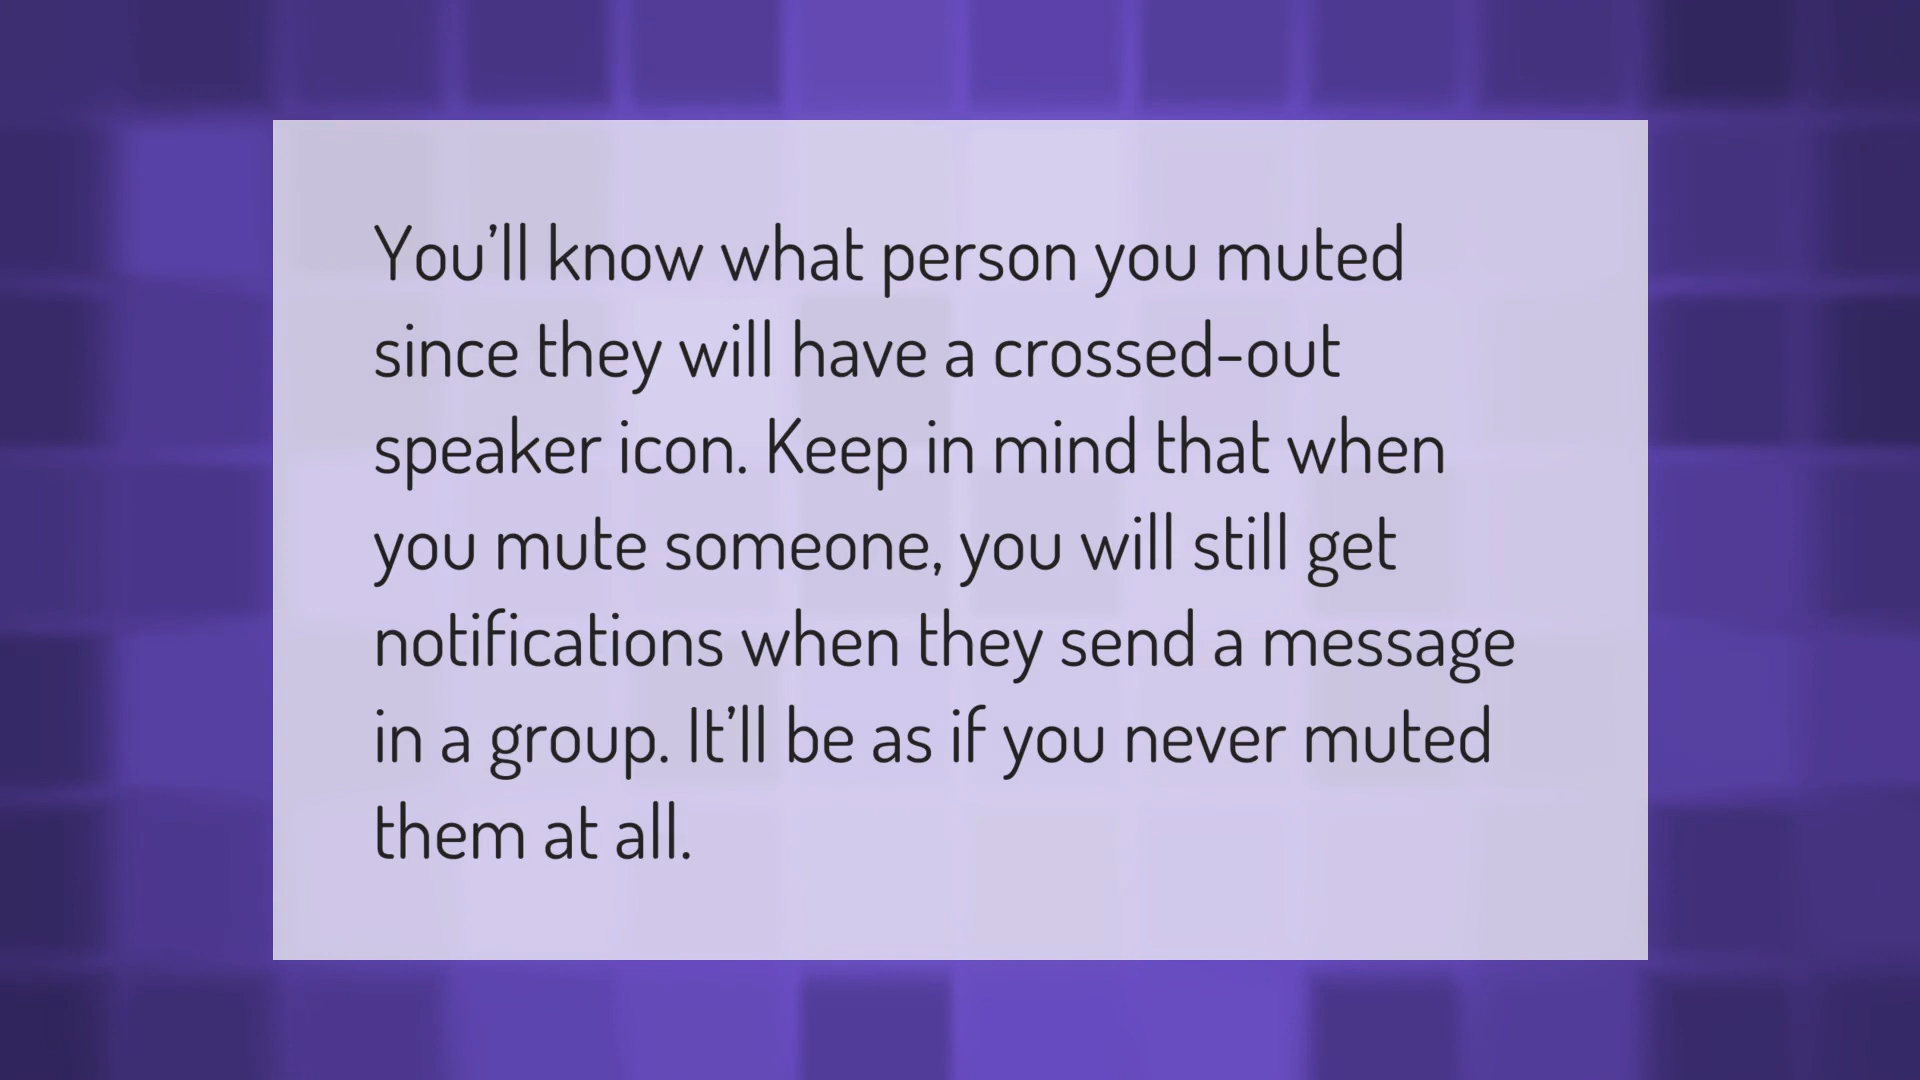 You’ll know what person you muted
since they will have a crossed-out
speaker icon. Keep in mind that when
you mute someone, you will still get
notifications when they send a message
in a group. It’ll be as if you never muted
them at all.